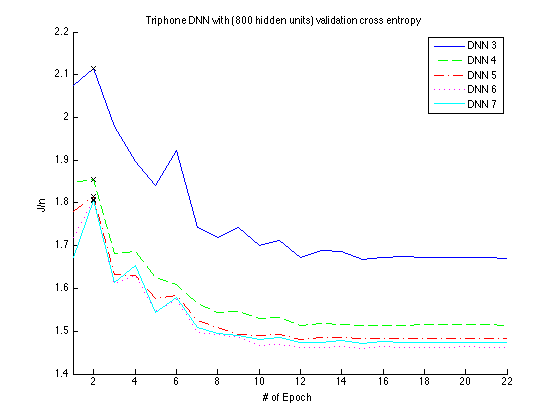 Triphone DNN with (800 hidden units) validation cross entropy
DNN 3
DNN 4
DNN 5
DNN 6
DNN 7
2.2
2.1
2
1.9
1.8
1.7
1.6
1.5
1.4
J/n
2
4
6
8
10
12
14
16
18
20
22
# of Epoch